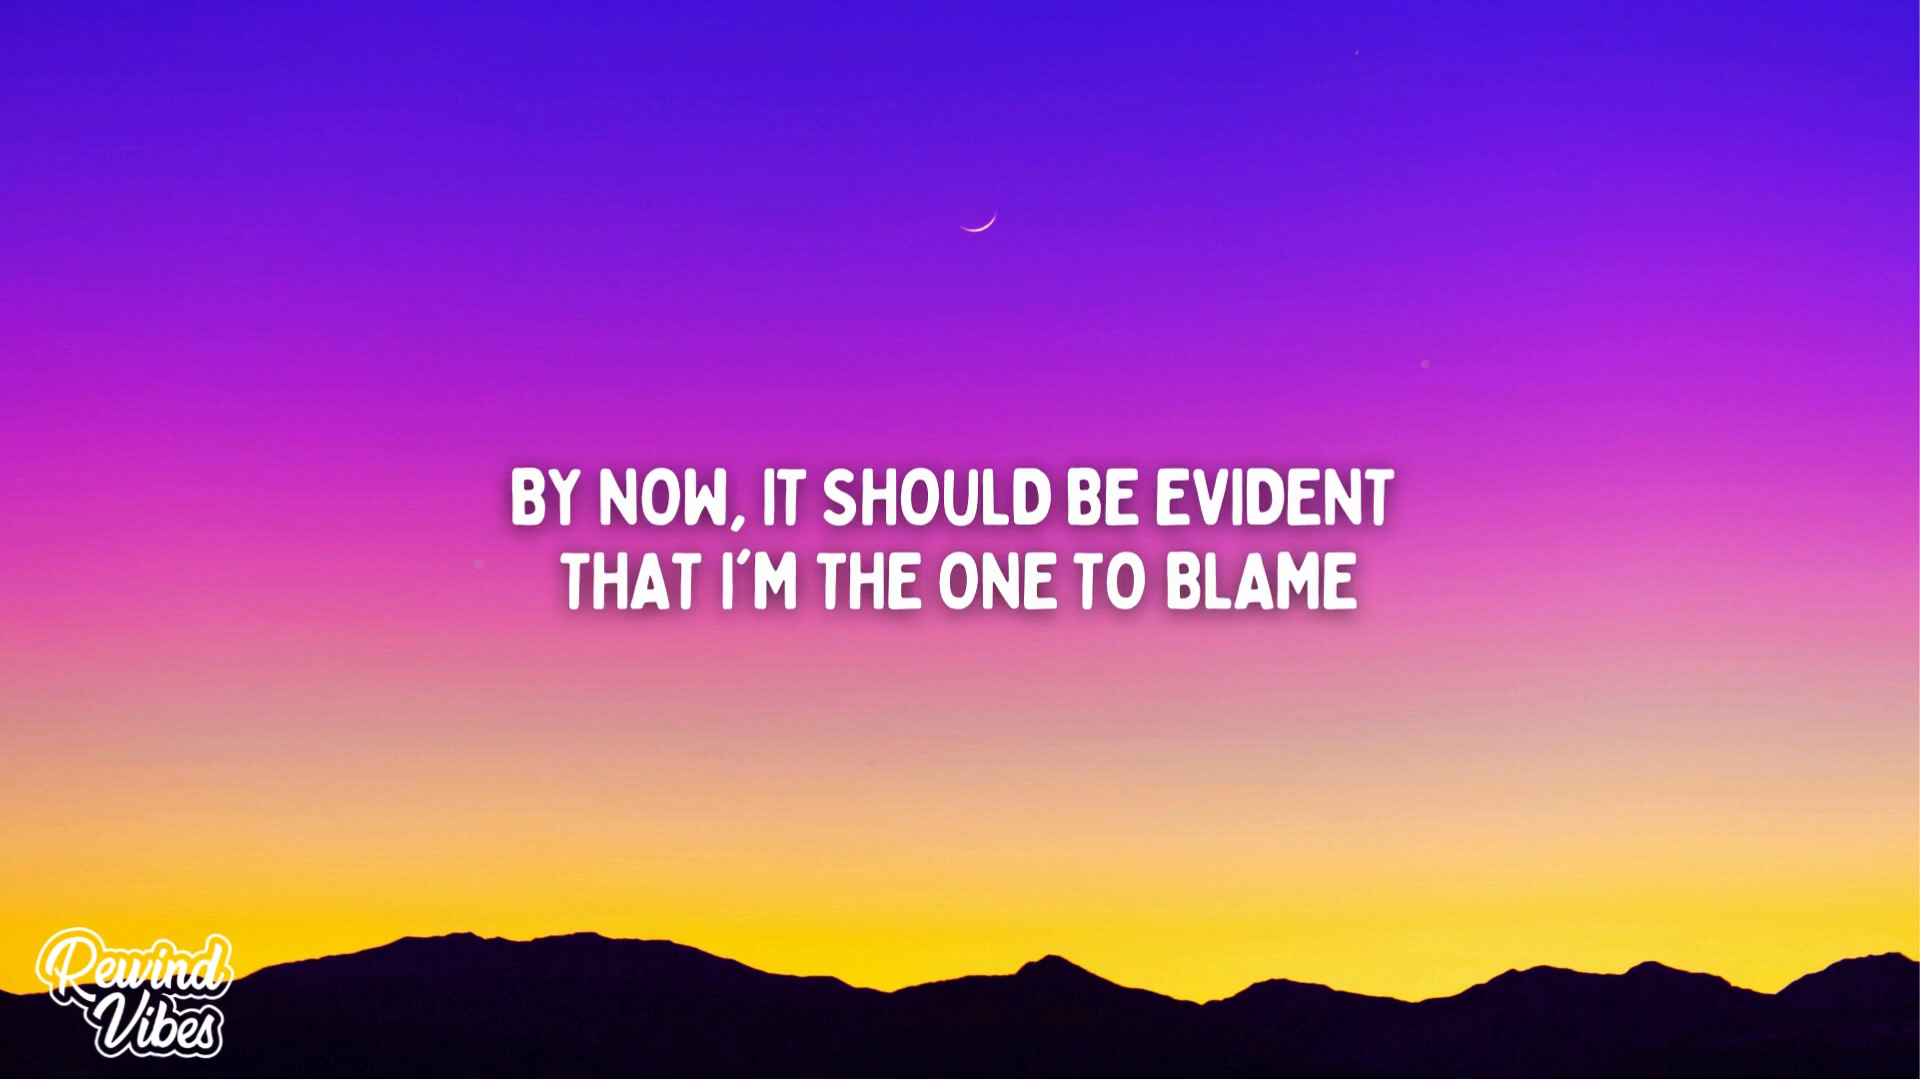 BY NOW, IT SHOULD BE EVIDENT
THAT I'M THE ONE TO BLAME
Rewind
Vibes